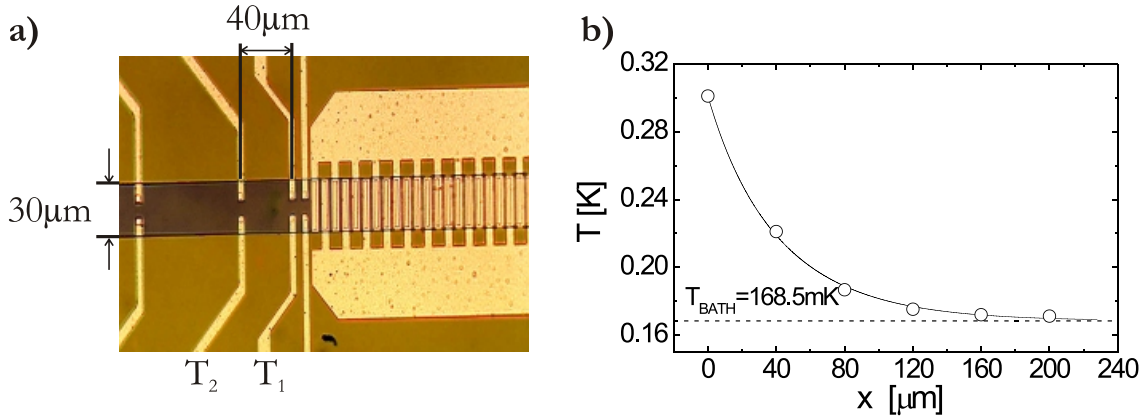 a)
40μm
30μm
T₂
T₁
b)
T [K]
0.32
0.28
0.24
0.20
0.16
T_BATH=168.5mK
0 40 80 120 160 200 240
x [μm]